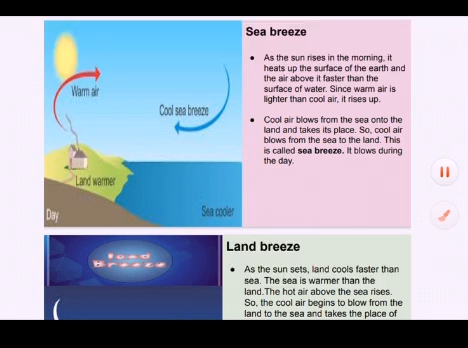 Sea breeze
Warm air
Cool sea breeze
Land warmer
Day
Sea cooler
• As the sun rises in the morning, it
heats up the surface of the earth and
the air above it faster than the
surface of water. Since warm air is
lighter than cool air, it rises up.
• Cool air blows from the sea onto the
land and takes its place. So, cool air
blows from the sea to the land. This
is called sea breeze. It blows during
the day.
Land breeze
Land
Breeze
• As the sun sets, land cools faster than
sea. The sea is warmer than the
land.The hot air above the sea rises.
So, the cool air begins to blow from the
land to the sea and takes the place of